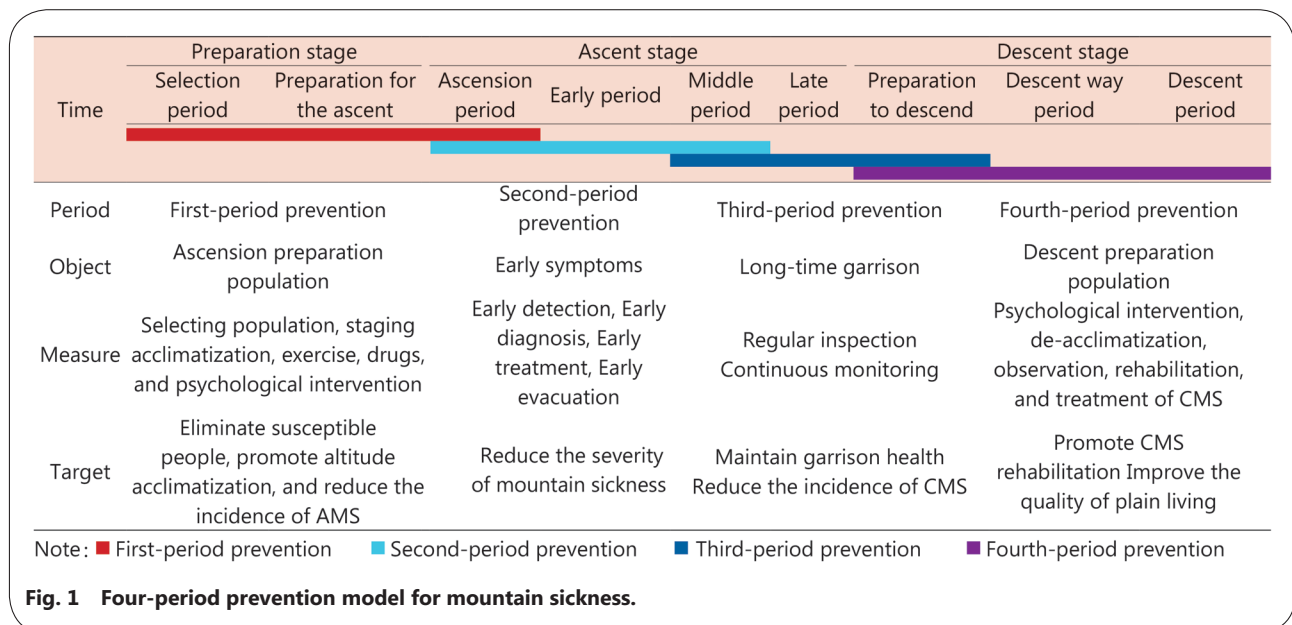 Preparation stage Ascent stage Descent stage
Time
Selection period
Preparation for the ascent
Ascension period
Early period
Middle period
Late period
Preparation to descend
Descent way period
Descent period
Period
First-period prevention
Second-period
prevention
Third-period prevention
Fourth-period prevention
Object
Ascension preparation
population
Early symptoms
Long-time garrison
Descent preparation
population
Measure
Selecting population, staging
acclimatization, exercise, drugs,
and psychological intervention
Early detection, Early
diagnosis, Early
treatment, Early
evacuation
Regular inspection
Continuous monitoring
Psychological intervention,
de-acclimatization,
observation, rehabilitation,
and treatment of CMS
Target
Eliminate susceptible
people, promote altitude
acclimatization, and reduce the
incidence of AMS
Reduce the severity
of mountain sickness
Maintain garrison health
Reduce the incidence of CMS
Promote CMS
rehabilitation Improve the
quality of plain living
Note: First-period prevention Second-period prevention Third-period prevention Fourth-period prevention
Fig. 1 Four-period prevention model for mountain sickness.